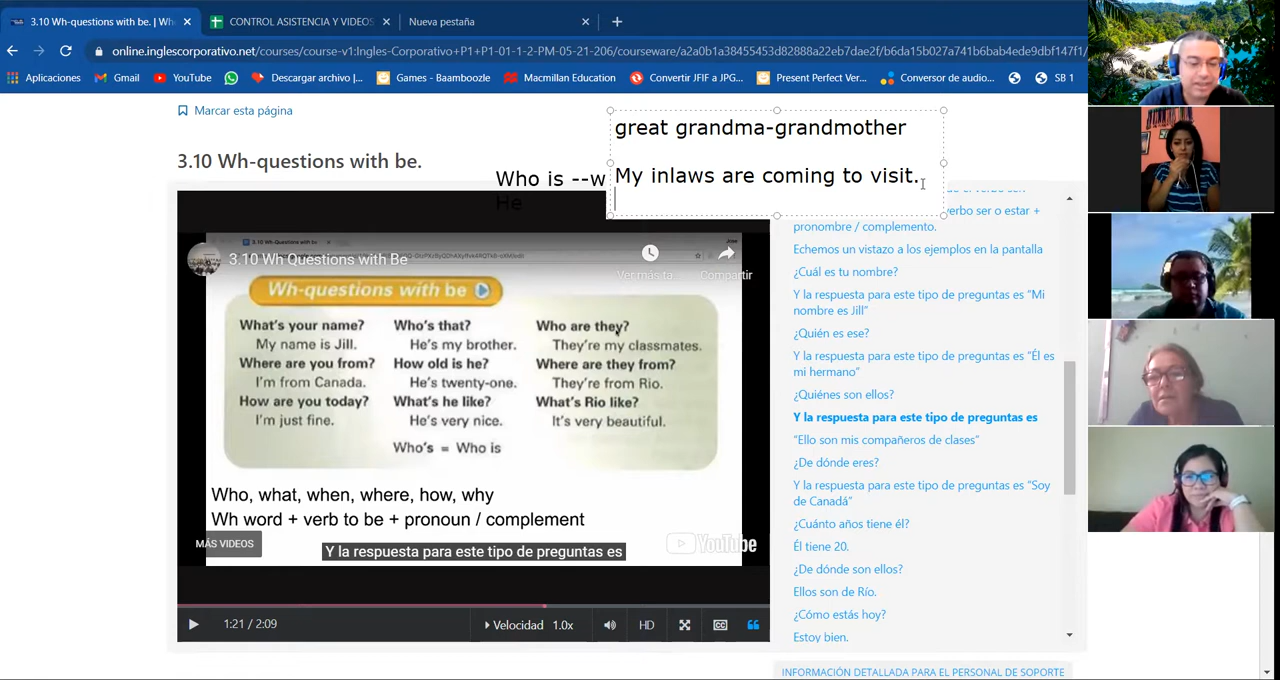 3.10 Wh-questions with be. | Wh
CONTROL ASISTENCIA Y VIDEOS
Nueva pestaña
online.inglescorporativo.net/courses/course-v1:Ingles-Corporativo+P1+P1-01-1-2-PM-05-21-206/courseware/a2a0b1a38455453d82888a22eb7dae2f/b6da15b027a741b6bab4ede9dbf147f1/
Aplicaciones
Gmail
YouTube
Descargar archivo |...
Games - Baamboozle
Macmillan Education
Convertir JFIF a JPG...
Present Perfect Ver...
Conversor de audio...
SB 1
Marcar esta página
great grandma-grandmother
3.10 Wh-questions with be.
Who is --w
My inlaws are coming to visit.
He
3.10 Wh Questions with Be
Ver más ta...
Compartir
Wh-questions with be
What's your name?
My name is Jill.
Where are you from?
I'm from Canada.
How are you today?
I'm just fine.
Who's that?
He's my brother.
How old is he?
He's twenty-one.
What's he like?
He's very nice.
Who's = Who is
Who are they?
They're my classmates.
Where are they from?
They're from Rio.
What's Rio like?
It's very beautiful.
Who, what, when, where, how, why
Wh word + verb to be + pronoun / complement
MÁS VIDEOS
Y la respuesta para este tipo de preguntas es
YouTube
1:21 / 2:09
Velocidad 1.0x
HD
verbo ser o estar +
pronombre / complemento.
Echemos un vistazo a los ejemplos en la pantalla
¿Cuál es tu nombre?
Y la respuesta para este tipo de preguntas es “Mi
nombre es Jill”
¿Quién es ese?
Y la respuesta para este tipo de preguntas es “Él es
mi hermano”
¿Quiénes son ellos?
Y la respuesta para este tipo de preguntas es
“Ello son mis compañeros de clases”
¿De dónde eres?
Y la respuesta para este tipo de preguntas es “Soy
de Canadá”
¿Cuánto años tiene él?
Él tiene 20.
¿De dónde son ellos?
Ellos son de Río.
¿Cómo estás hoy?
Estoy bien.
INFORMACIÓN DETALLADA PARA EL PERSONAL DE SOPORTE